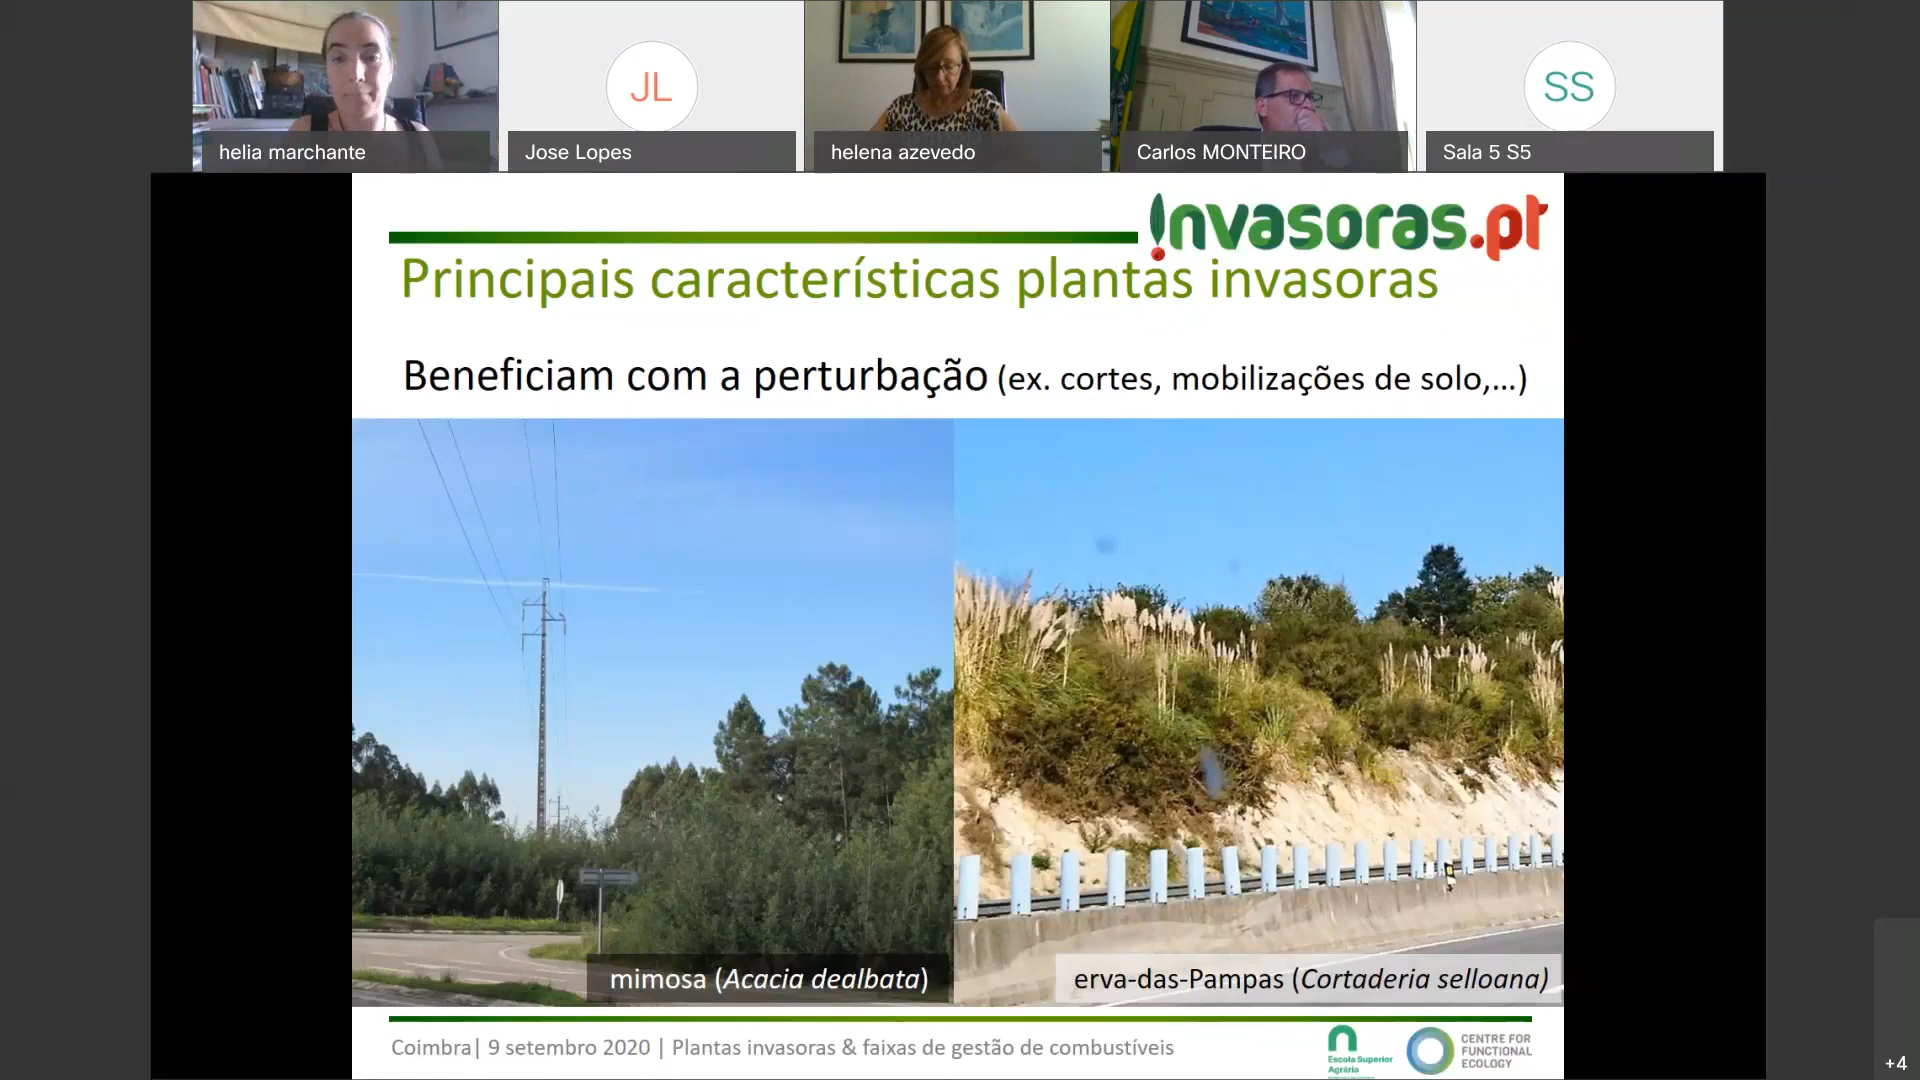 helia marchante
JL
Jose Lopes
helena azevedo
Carlos MONTEIRO
SS
Sala 5 S5
invasoras.pt
Principais características plantas invasoras
Beneficiam com a perturbação (ex. cortes, mobilizações de solo,...)
mimosa (Acacia dealbata)
erva-das-Pampas (Cortaderia selloana)
Coimbra| 9 setembro 2020 | Plantas invasoras & faixas de gestão de combustíveis
Escola Superior
Agrária
CENTRE FOR
FUNCTIONAL
ECOLOGY
+4